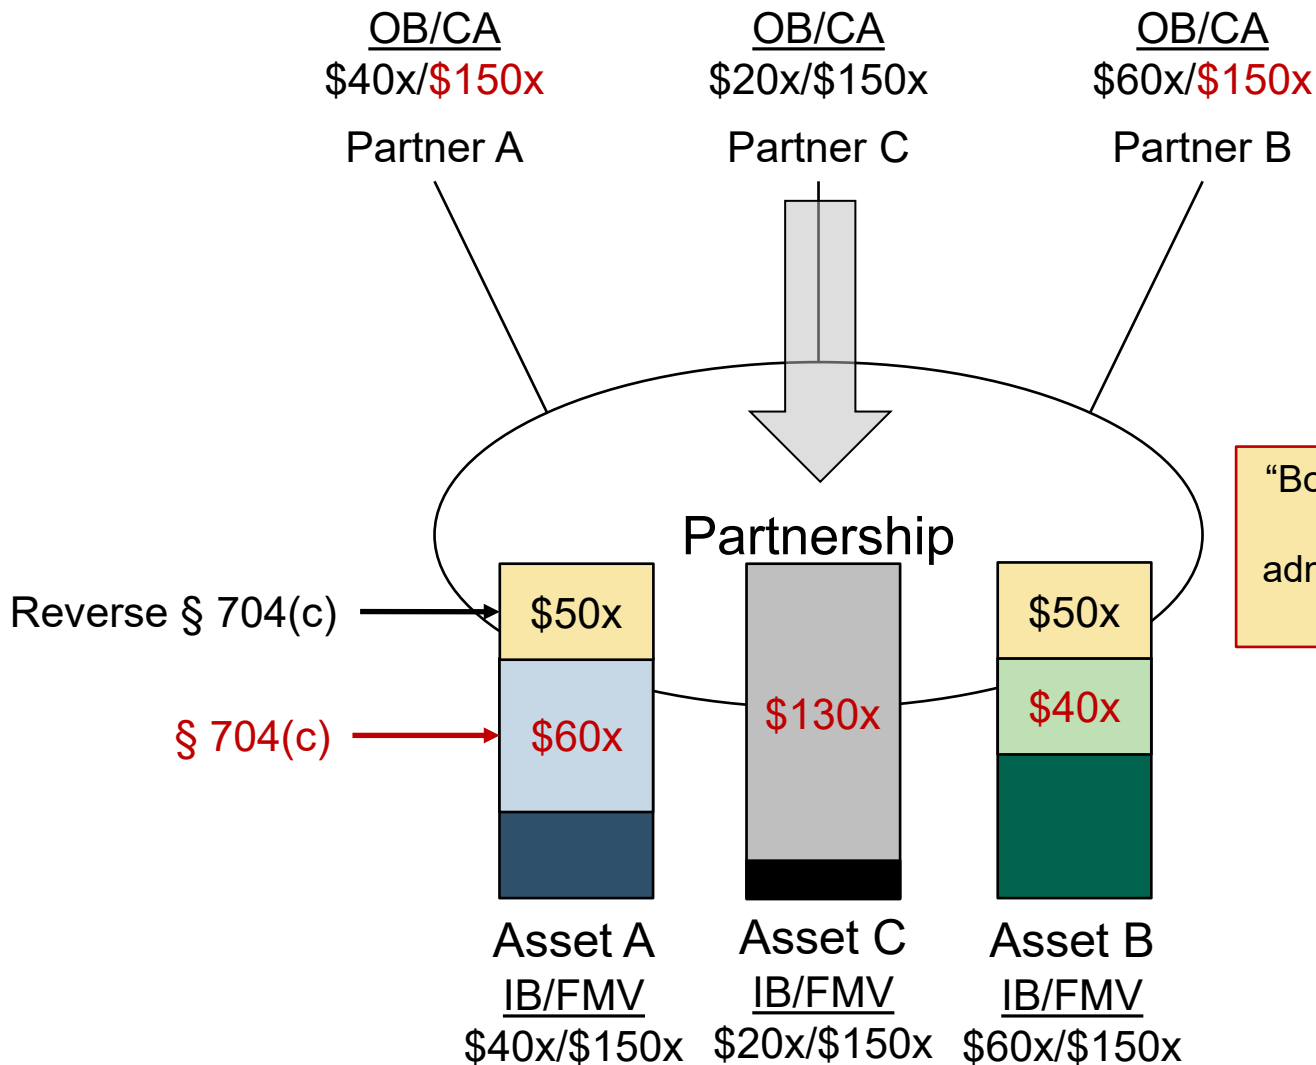 OB/CA
$40x/$150x
Partner A
OB/CA
$20x/$150x
Partner C
OB/CA
$60x/$150x
Partner B
Partnership
Reverse § 704(c)
§ 704(c)
$50x
$60x
$130x
$50x
$40x
Asset A
IB/FMV
$40x/$150x
Asset C
IB/FMV
$20x/$150x
Asset B
IB/FMV
$60x/$150x